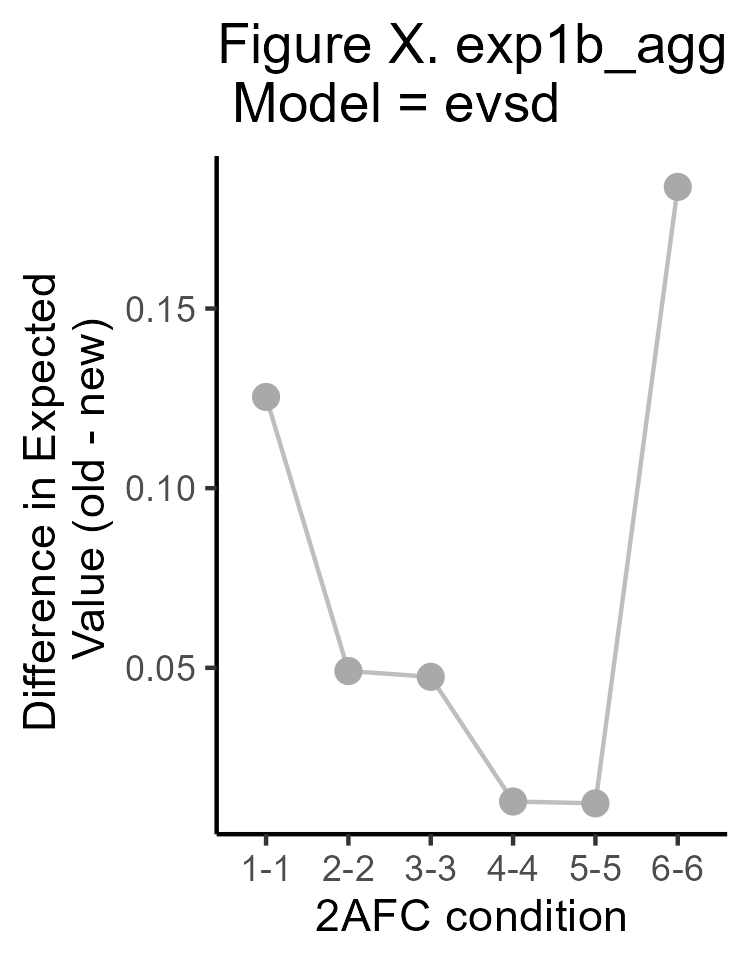 Figure X. exp1b_agg
Model = evsd
Difference in Expected
Value (old - new)
0.15
0.10
0.05
1-1 2-2 3-3 4-4 5-5 6-6
2AFC condition